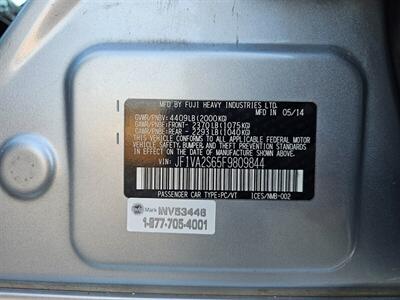 MFD BY FUJI HEAVY INDUSTRIES LTD.
MADE IN 05/14
GVWR/PNBV: 4409LB(2000KG)
GAWR/PNBE:FRONT- 2370LB(1075KG)
GAWR/PNBE:REAR - 2293LB(1040KG)
THIS VEHICLE CONFORMS TO ALL APPLICABLE
FEDERAL MOTOR VEHICLE SAFETY,
BUMPER, AND THEFT PREVENTION STANDARDS
IN EFFECT ON THE DATE OF
MANUFACTURE SHOWN ABOVE.
VIN: JF1VA2S65F9809844
PASSENGER CAR TYPE:PC/VT ICES/NMB-002
Mark INV53446
1-877-705-4001